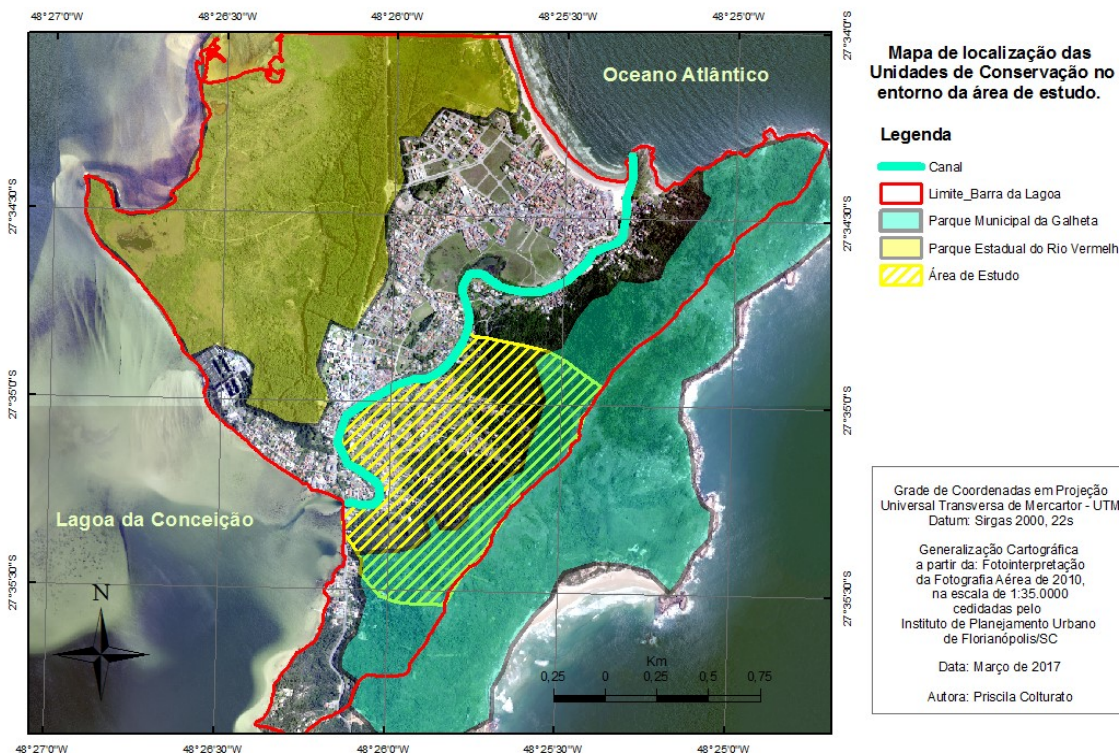 48°27'0"W 48°26'30"W 48°26'0"W 48°25'30"W 48°25'0"W
27°34'0"S
Oceano Atlântico
27°34'30"S
27°34'30"S
27°35'0"S
27°35'0"S
Lagoa da Conceição
27°35'30"S
27°35'30"S
N
Km
0,25 0 0,25 0,5 0,75
48°27'0"W 48°26'30"W 48°26'0"W 48°25'30"W 48°25'0"W
Mapa de localização das
Unidades de Conservação no
entorno da área de estudo.
Legenda
Canal
Limite_Barra da Lagoa
Parque Municipal da Galheta
Parque Estadual do Rio Vermelh
Área de Estudo
Grade de Coordenadas em Projeção
Universal Transversa de Mercartor - UTM
Datum: Sirgas 2000, 22s
Generalização Cartográfica
a partir da: Fotointerpretação
da Fotografia Aérea de 2010,
na escala de 1:35.0000
cedidadas pelo
Instituto de Planejamento Urbano
de Florianópolis/SC
Data: Março de 2017
Autora: Priscila Colturato